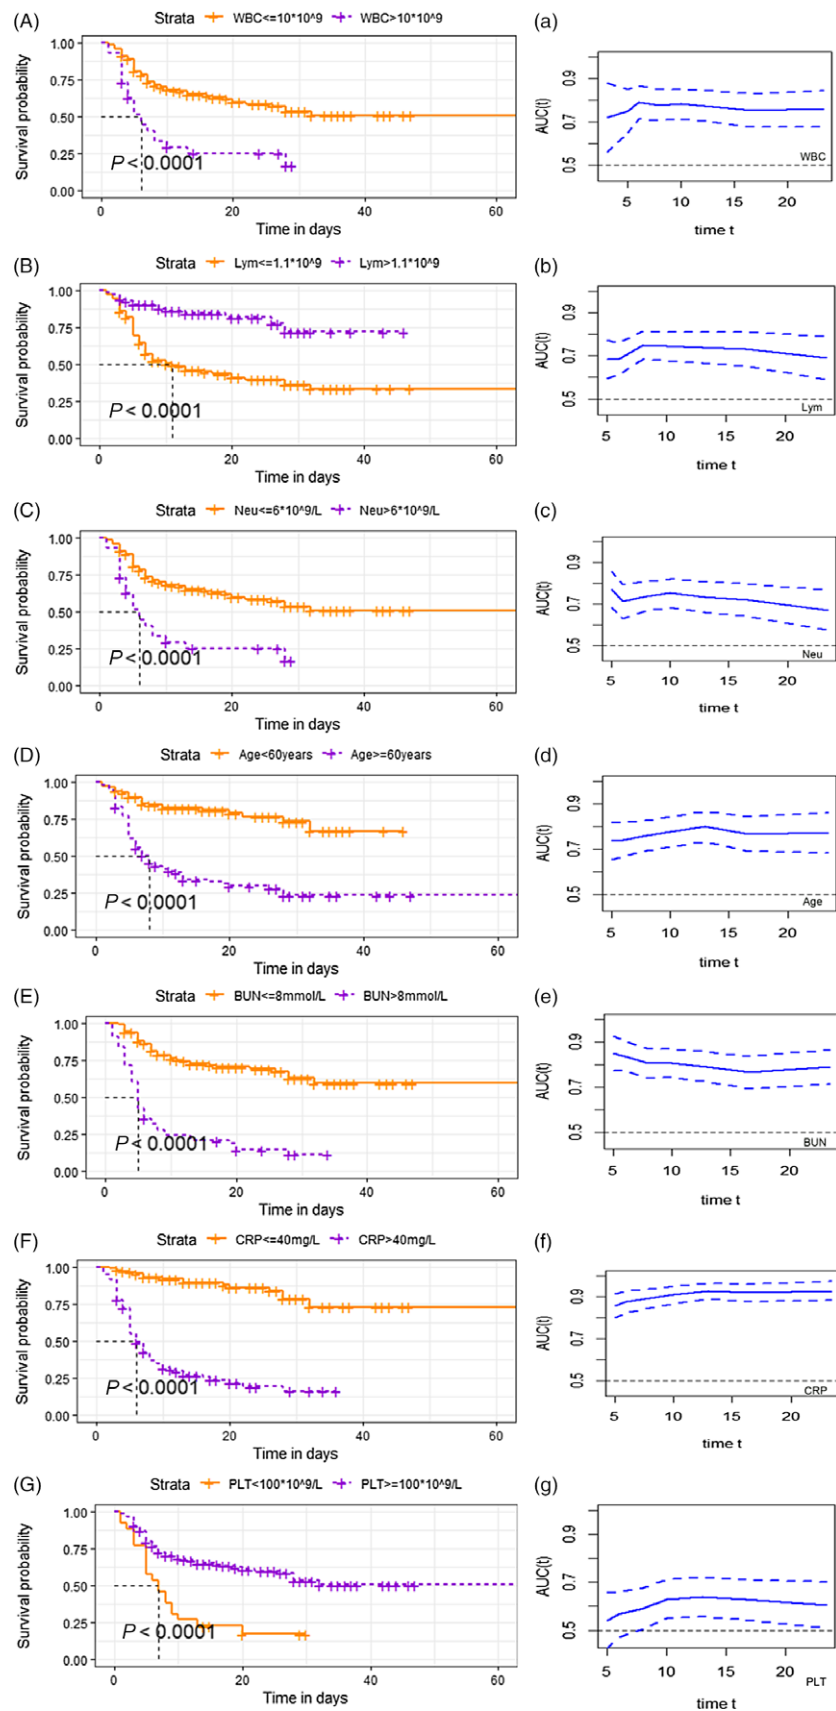 (A)
Strata WBC<=10*10^9 WBC>10*10^9
Survival probability
1.00
0.75
0.50
0.25
0.00
P < 0.0001
0 20 40 60
Time in days
(a)
AUC(t)
0.9
0.7
0.5
WBC
5 10 15 20
time t
(B)
Strata Lym<=1.1*10^9 Lym>1.1*10^9
Survival probability
1.00
0.75
0.50
0.25
0.00
P < 0.0001
0 20 40 60
Time in days
(b)
AUC(t)
0.9
0.7
0.5
Lym
5 10 15 20
time t
(C)
Strata Neu<=6*10^9/L Neu>6*10^9/L
Survival probability
1.00
0.75
0.50
0.25
0.00
P < 0.0001
0 20 40 60
Time in days
(c)
AUC(t)
0.9
0.7
0.5
Neu
5 10 15 20
time t
(D)
Strata Age<60years Age>=60years
Survival probability
1.00
0.75
0.50
0.25
0.00
P < 0.0001
0 20 40 60
Time in days
(d)
AUC(t)
0.9
0.7
0.5
Age
5 10 15 20
time t
(E)
Strata BUN<=8mmol/L BUN>8mmol/L
Survival probability
1.00
0.75
0.50
0.25
0.00
P < 0.0001
0 20 40 60
Time in days
(e)
AUC(t)
0.9
0.7
0.5
BUN
5 10 15 20
time t
(F)
Strata CRP<=40mg/L CRP>40mg/L
Survival probability
1.00
0.75
0.50
0.25
0.00
P < 0.0001
0 20 40 60
Time in days
(f)
AUC(t)
0.9
0.7
0.5
CRP
5 10 15 20
time t
(G)
Strata PLT<100*10^9/L PLT>=100*10^9/L
Survival probability
1.00
0.75
0.50
0.25
0.00
P < 0.0001
0 20 40 60
Time in days
(g)
AUC(t)
0.9
0.7
0.5
PLT
5 10 15 20
time t